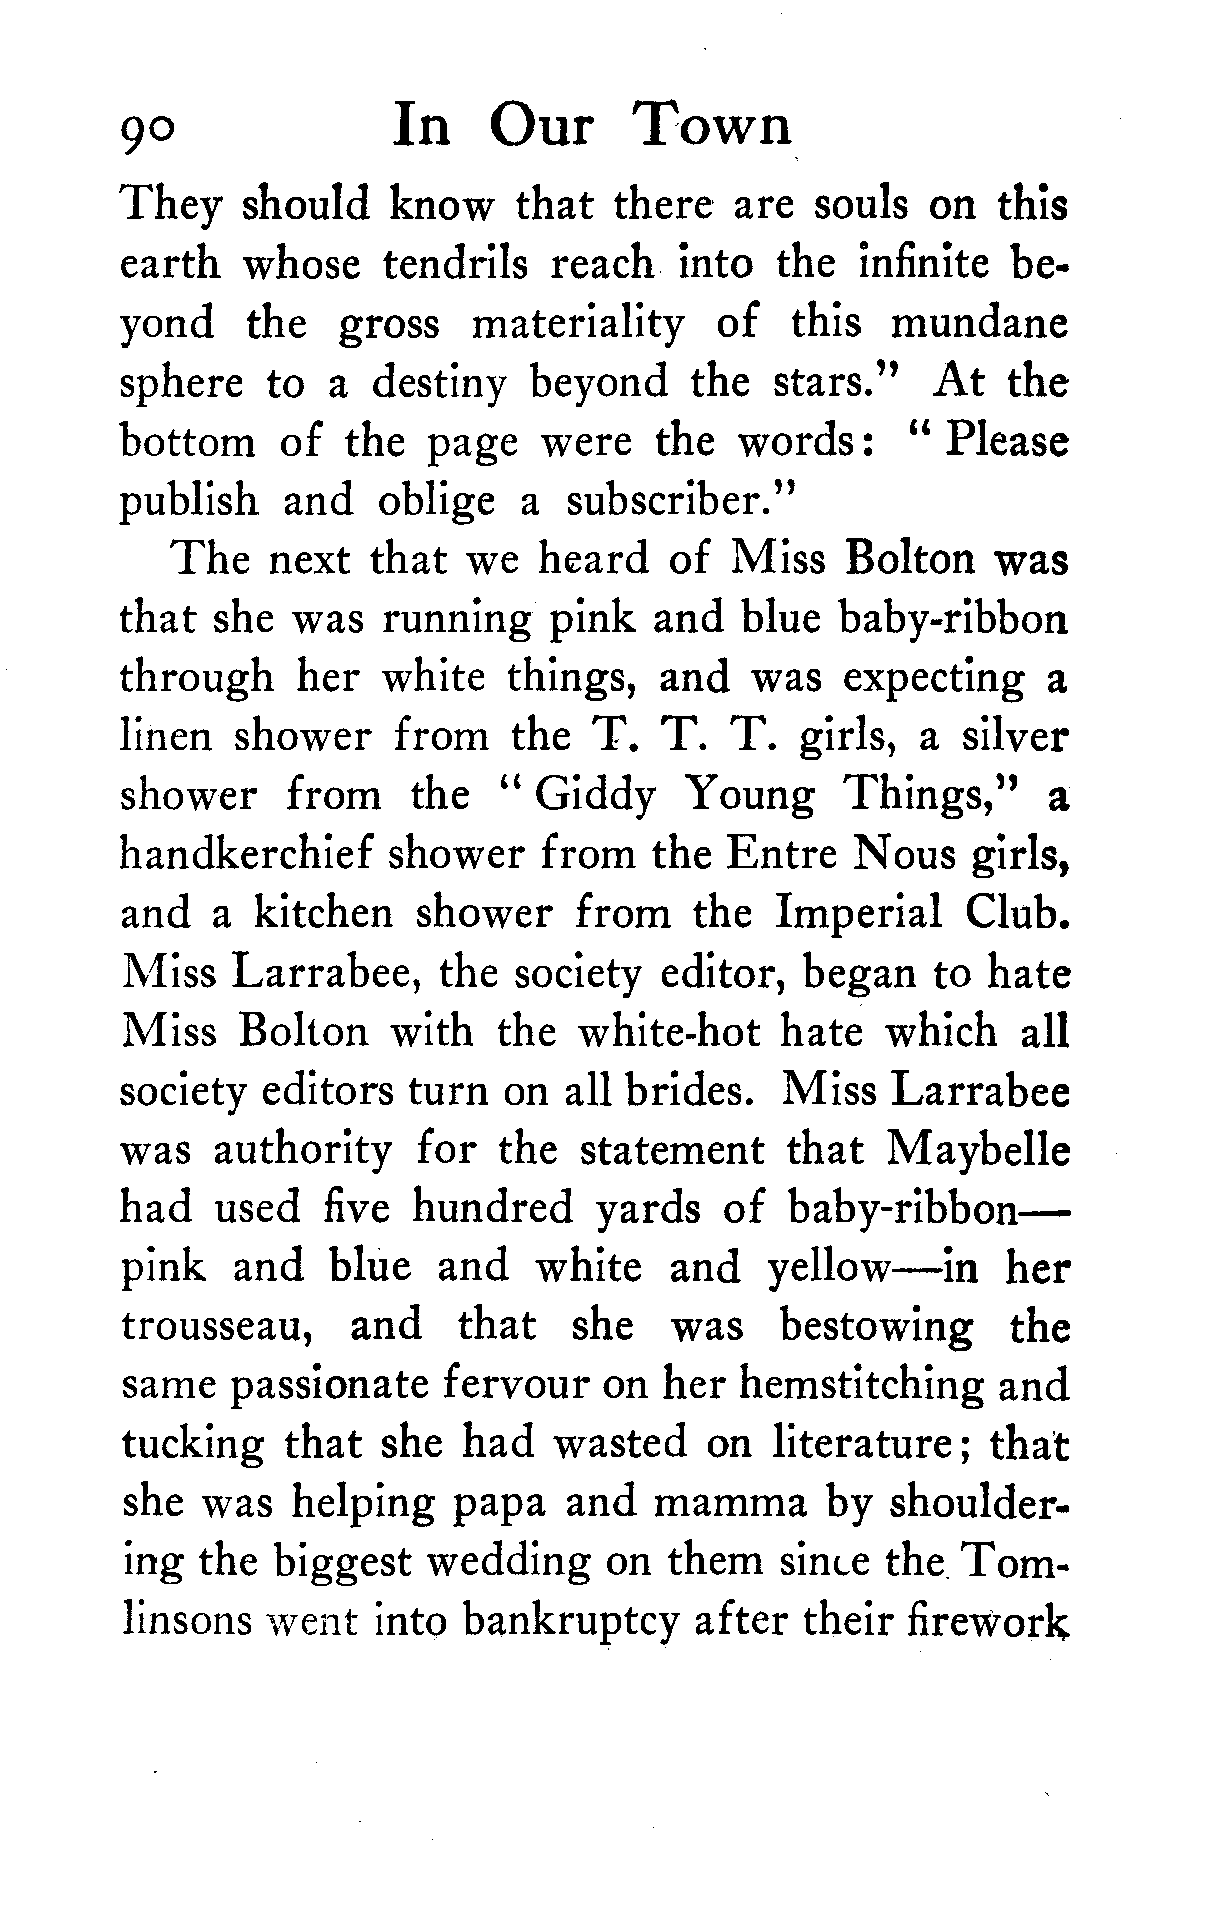 90 In Our Town
They should know that there are souls on this
earth whose tendrils reach into the infinite be-
yond the gross materiality of this mundane
sphere to a destiny beyond the stars." At the
bottom of the page were the words: "Please
publish and oblige a subscriber."
The next that we heard of Miss Bolton was
that she was running pink and blue baby-ribbon
through her white things, and was expecting a
linen shower from the T. T. T. girls, a silver
shower from the "Giddy Young Things," a
handkerchief shower from the Entre Nous girls,
and a kitchen shower from the Imperial Club.
Miss Larrabee, the society editor, began to hate
Miss Bolton with the white-hot hate which all
society editors turn on all brides. Miss Larrabee
was authority for the statement that Maybelle
had used five hundred yards of baby-ribbon—
pink and blue and white and yellow—in her
trousseau, and that she was bestowing the
same passionate fervour on her hemstitching and
tucking that she had wasted on literature; that
she was helping papa and mamma by shoulder-
ing the biggest wedding on them since the Tom-
linsons went into bankruptcy after their firework